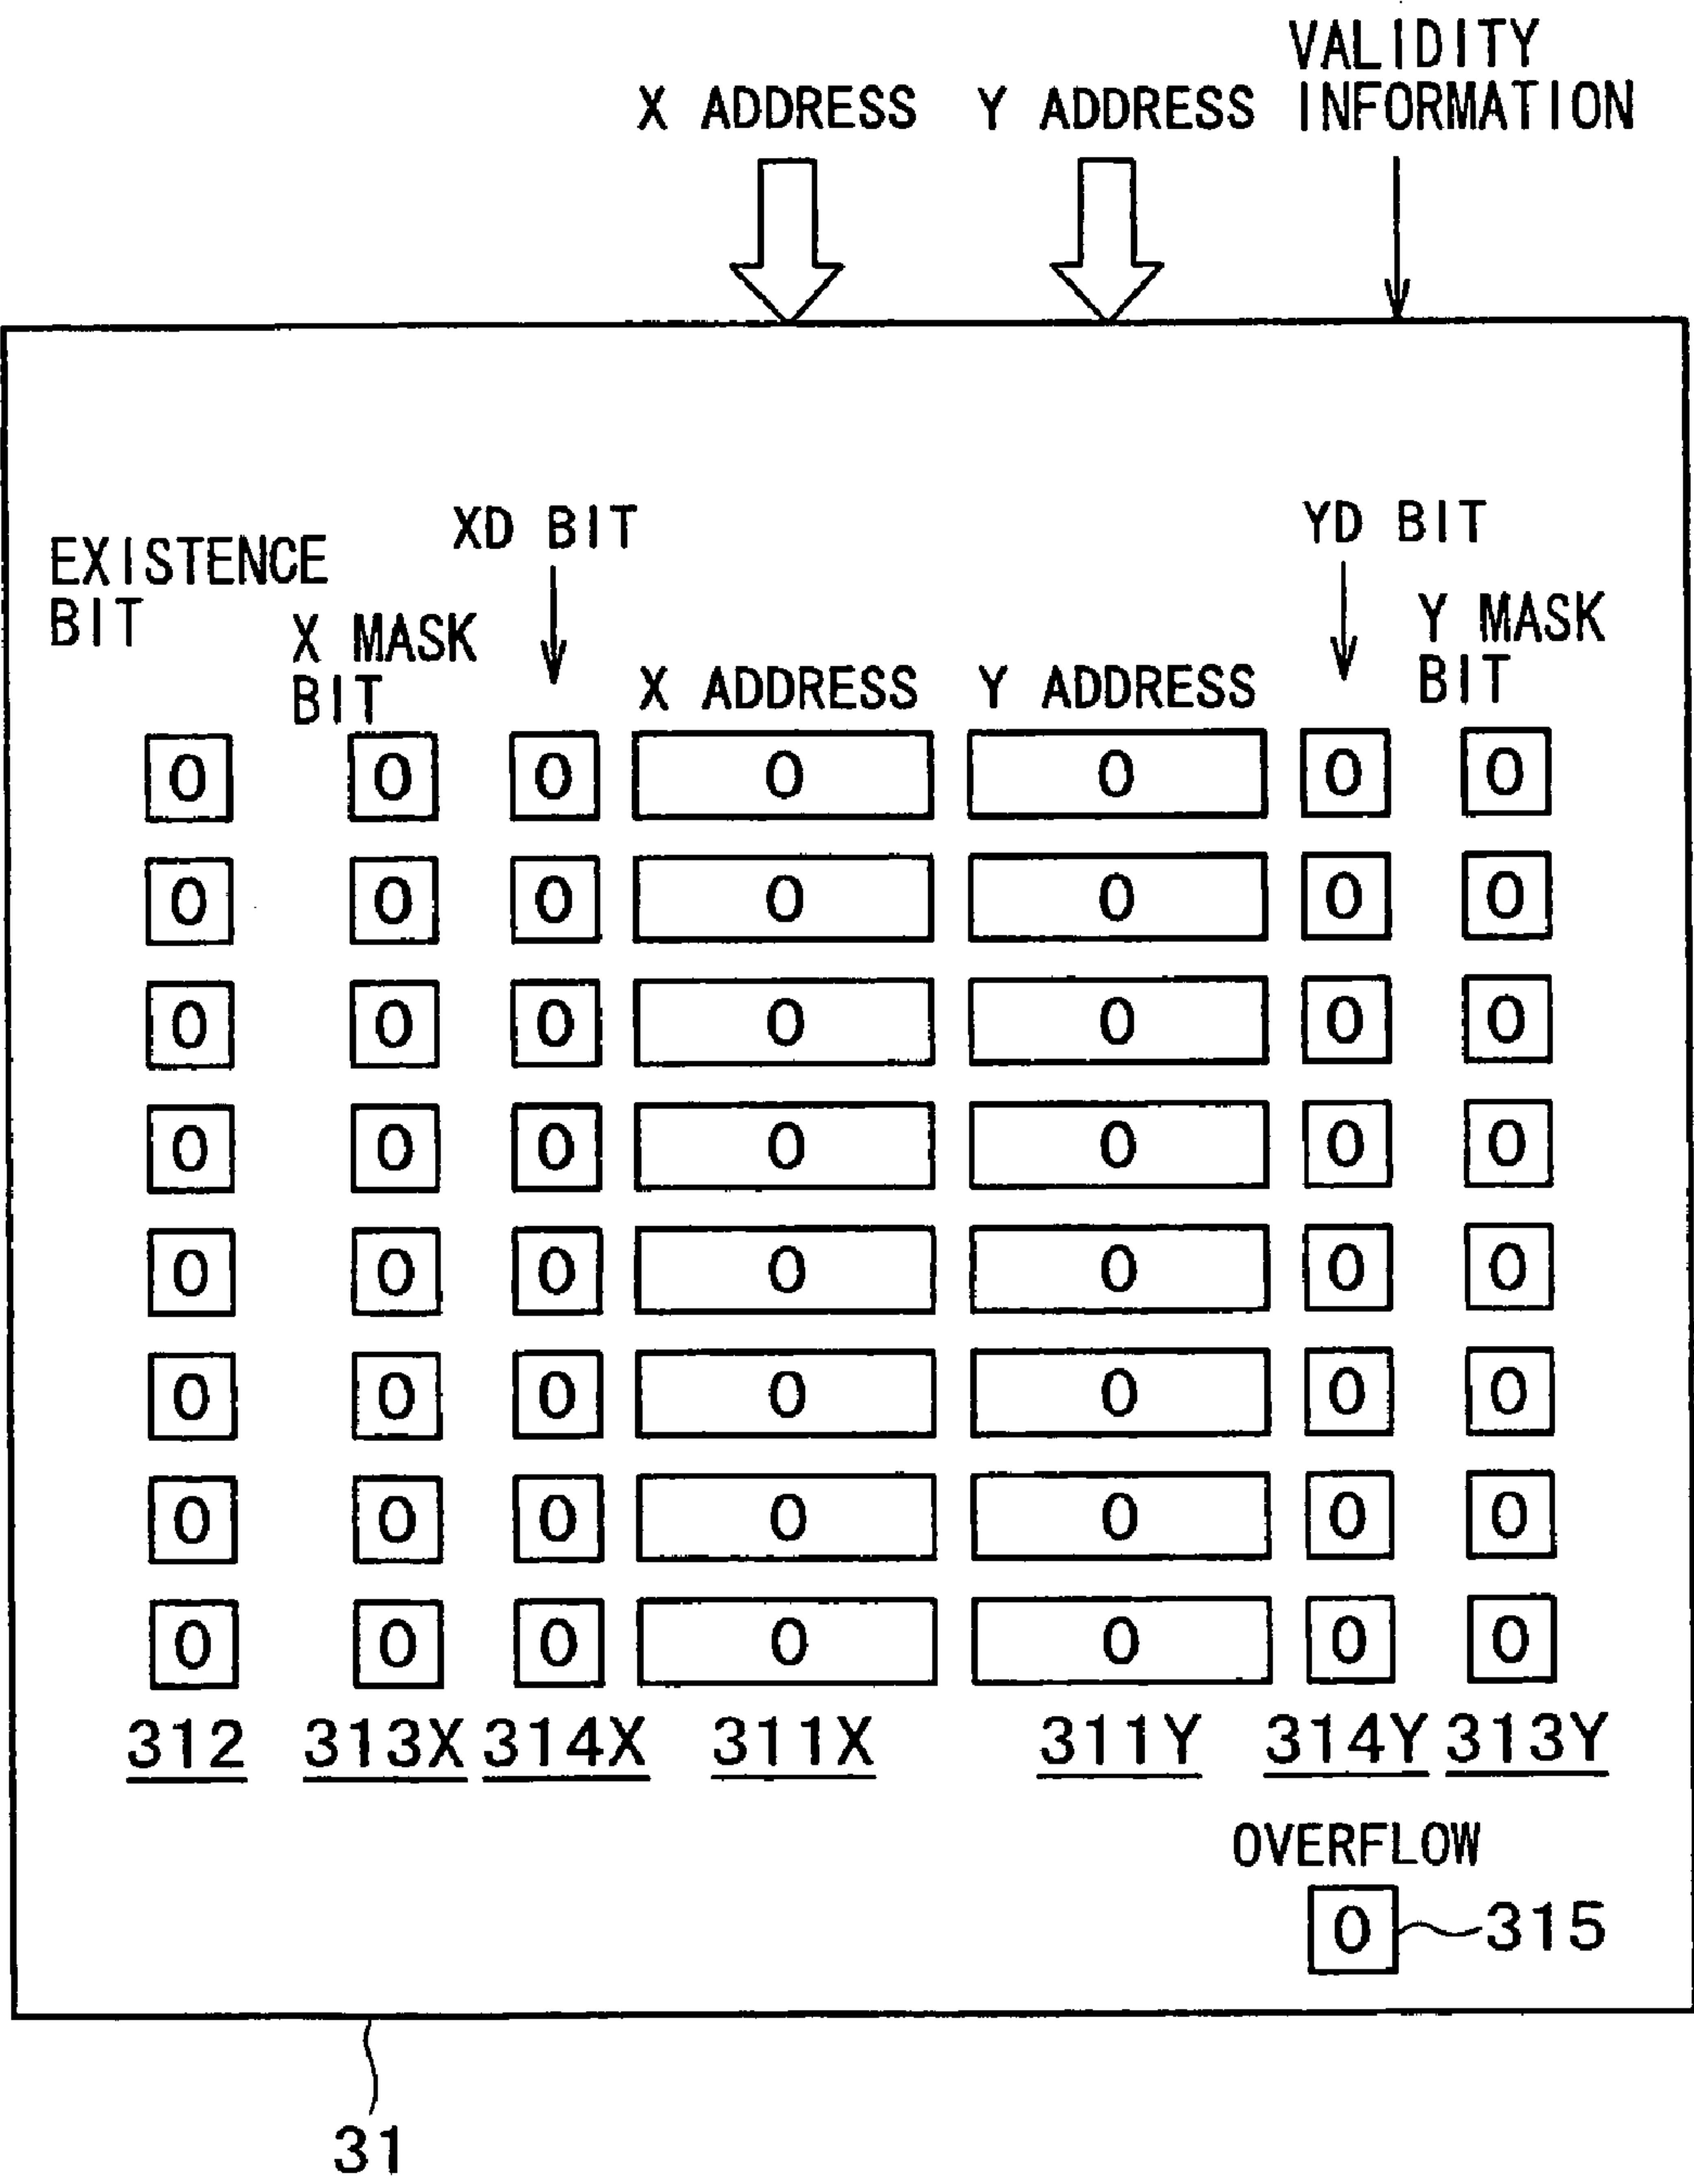 VALIDITY
X ADDRESS Y ADDRESS INFORMATION
XD BIT YD BIT
EXISTENCE
BIT
X MASK
BIT
Y MASK
BIT
X ADDRESS Y ADDRESS
0 0 0 0 0 0 0
0 0 0 0 0 0 0
0 0 0 0 0 0 0
0 0 0 0 0 0 0
0 0 0 0 0 0 0
0 0 0 0 0 0 0
0 0 0 0 0 0 0
0 0 0 0 0 0 0
312 313X 314X 311X 311Y 314Y 313Y
OVERFLOW
0 315
31